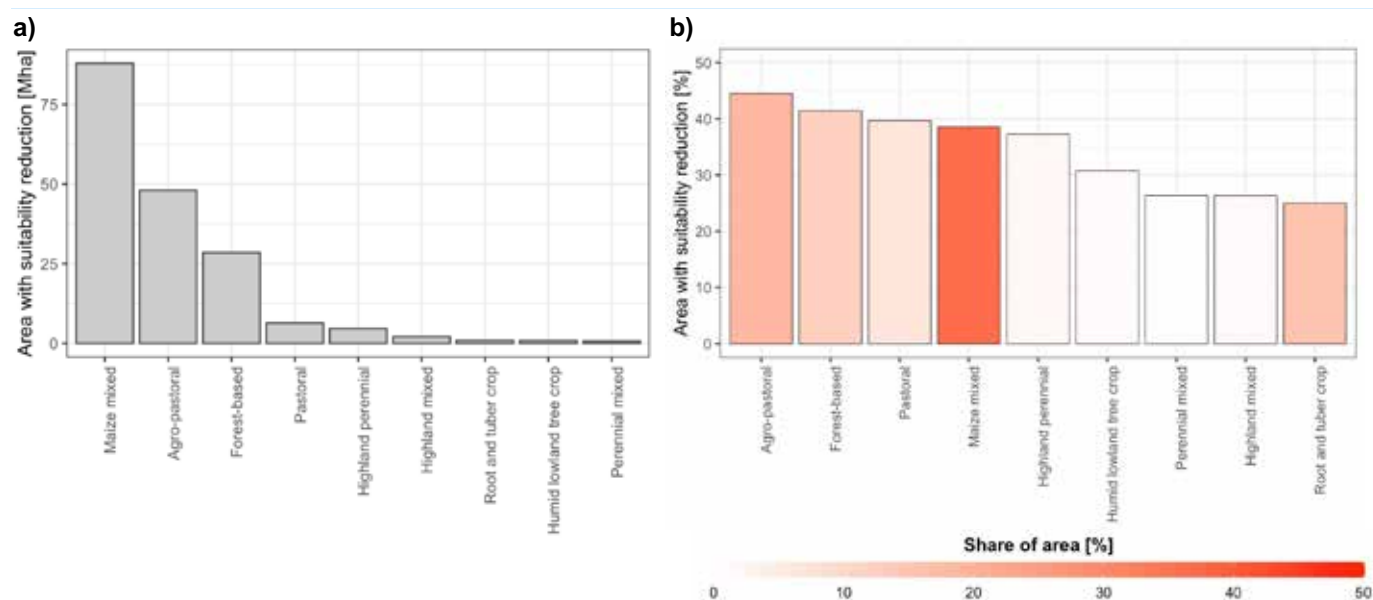 a)
Area with suitability reduction [Mha]
75
50
25
0
Maize mixed
Agro-pastoral
Forest-based
Pastoral
Highland perennial
Highland mixed
Root and tuber crop
Humid lowland tree crop
Perennial mixed
b)
Area with suitability reduction [%]
50
40
30
20
10
0
Agro-pastoral
Forest-based
Pastoral
Maize mixed
Highland perennial
Humid lowland tree crop
Perennial mixed
Highland mixed
Root and tuber crop
Share of area [%]
0 10 20 30 40 50